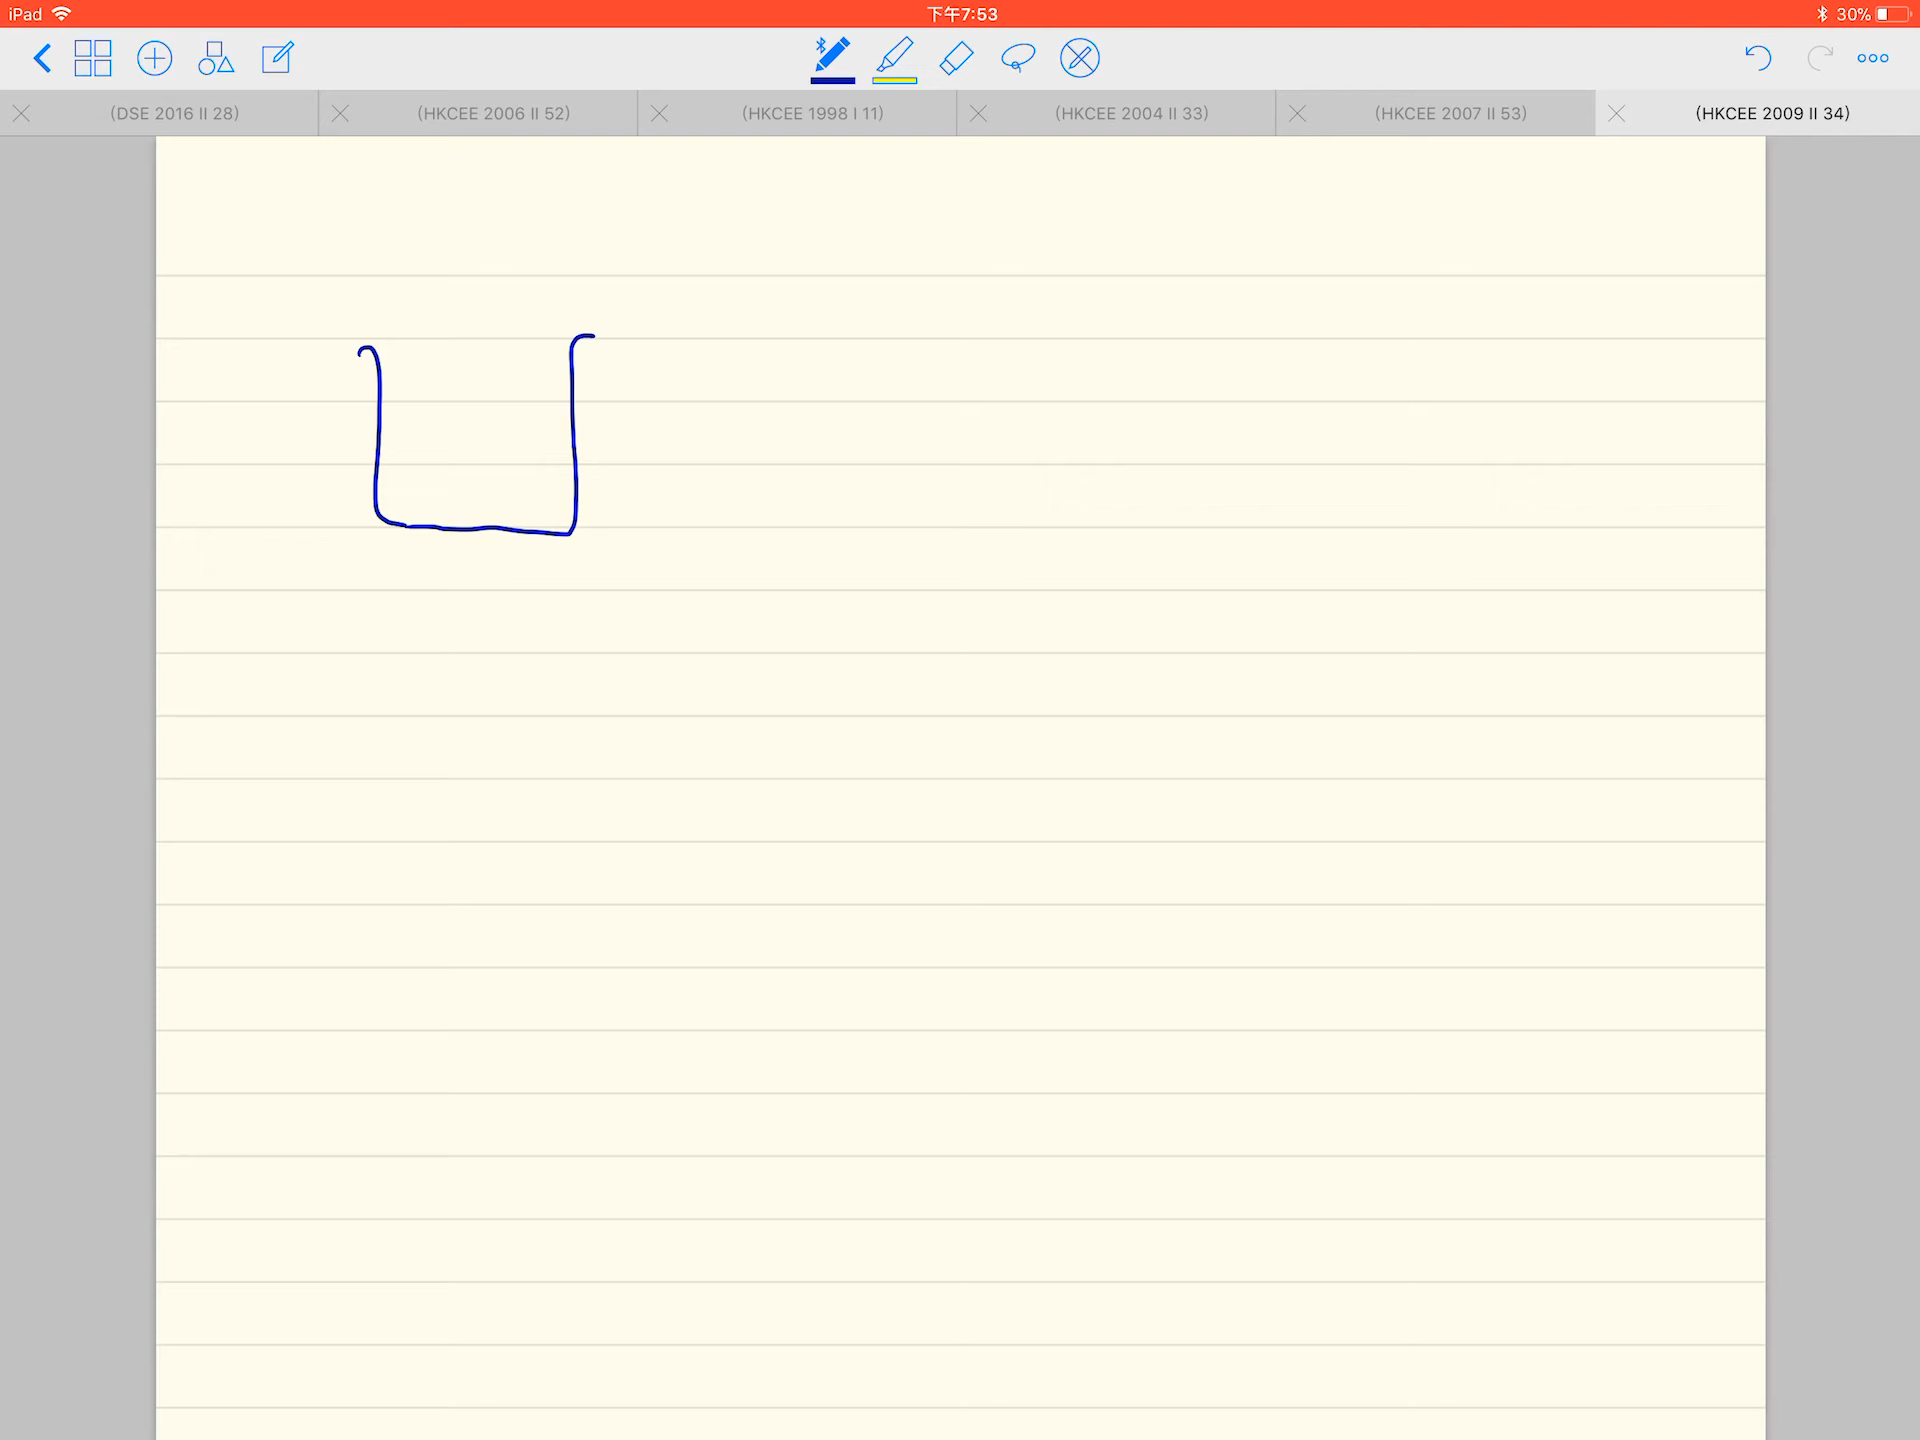 iPad 下午7:53 30%
(DSE 2016 II 28) (HKCEE 2006 II 52) (HKCEE 1998 I 11) (HKCEE 2004 II 33) (HKCEE 2007 II 53) (HKCEE 2009 II 34)